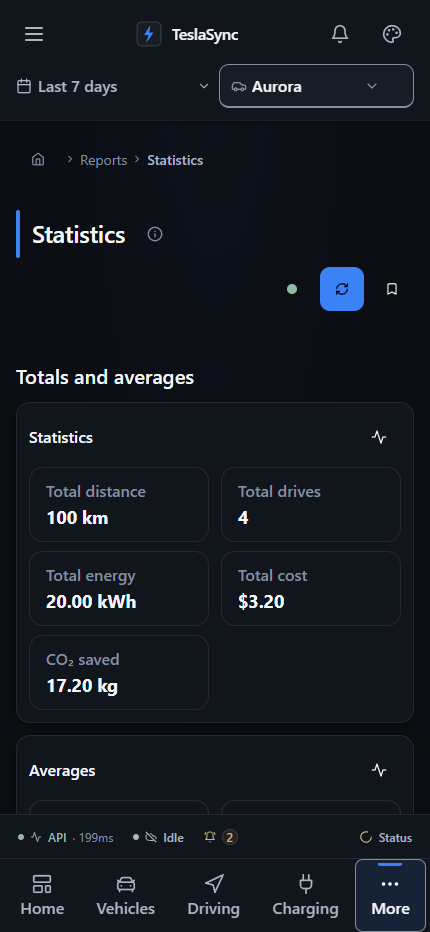 TeslaSync
Last 7 days
Aurora
Reports
Statistics
Statistics
Totals and averages
Statistics
Total distance
Total drives
100 km
4
Total energy
Total cost
20.00 kWh
$3.20
CO₂ saved
17.20 kg
Averages
API · 199ms
Idle
2
Status
Home
Vehicles
Driving
Charging
More